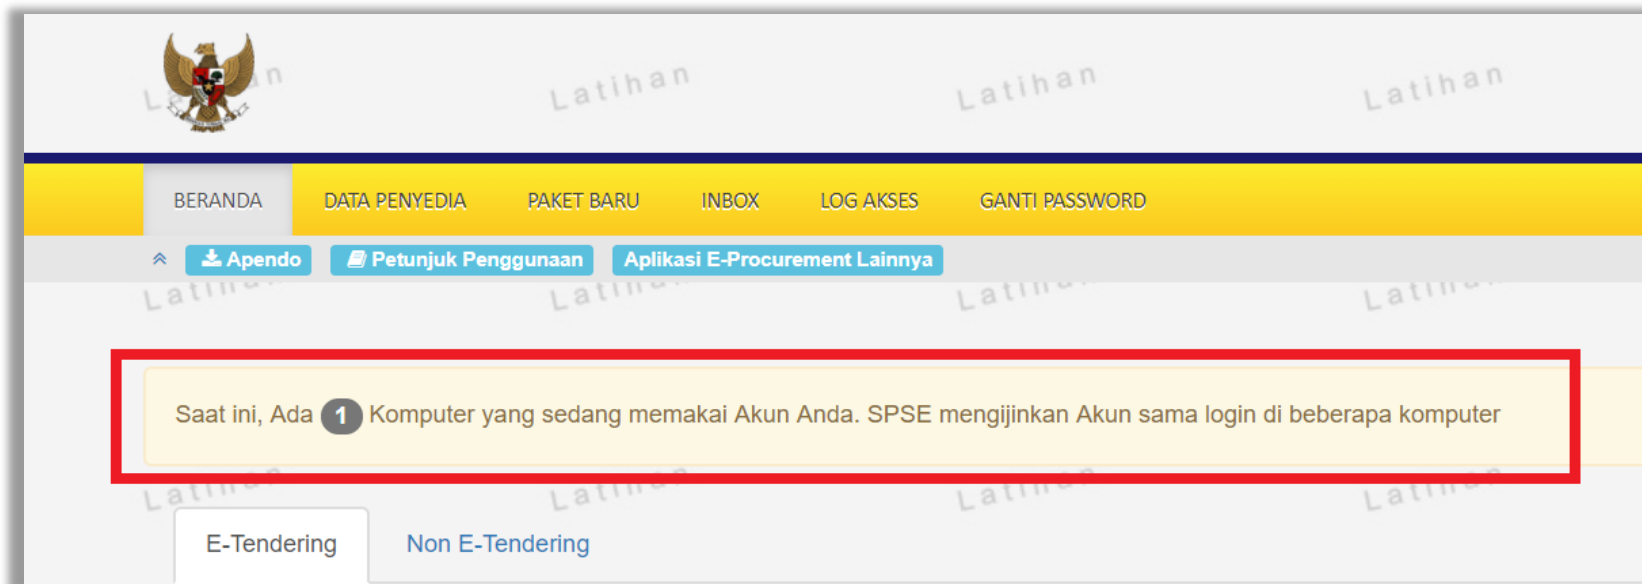 Latihan Latihan Latihan
BERANDA DATA PENYEDIA PAKET BARU INBOX LOG AKSES GANTI PASSWORD
Apendo Petunjuk Penggunaan Aplikasi E-Procurement Lainnya
Saat ini, Ada 1 Komputer yang sedang memakai Akun Anda. SPSE mengijinkan Akun sama login di beberapa komputer
E-Tendering Non E-Tendering